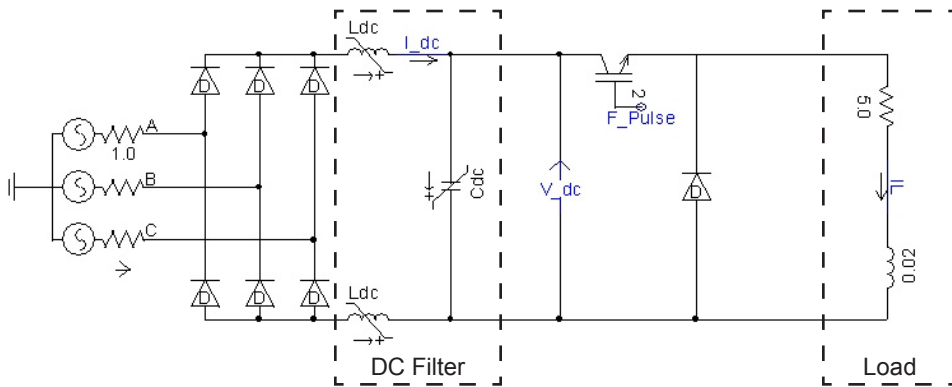 Ldc
I_dc
D D D
A
1.0
B
C
Cdc
V_dc
2
F_Pulse
D
5.0
IL
0.02
D D D
Ldc
DC Filter
Load